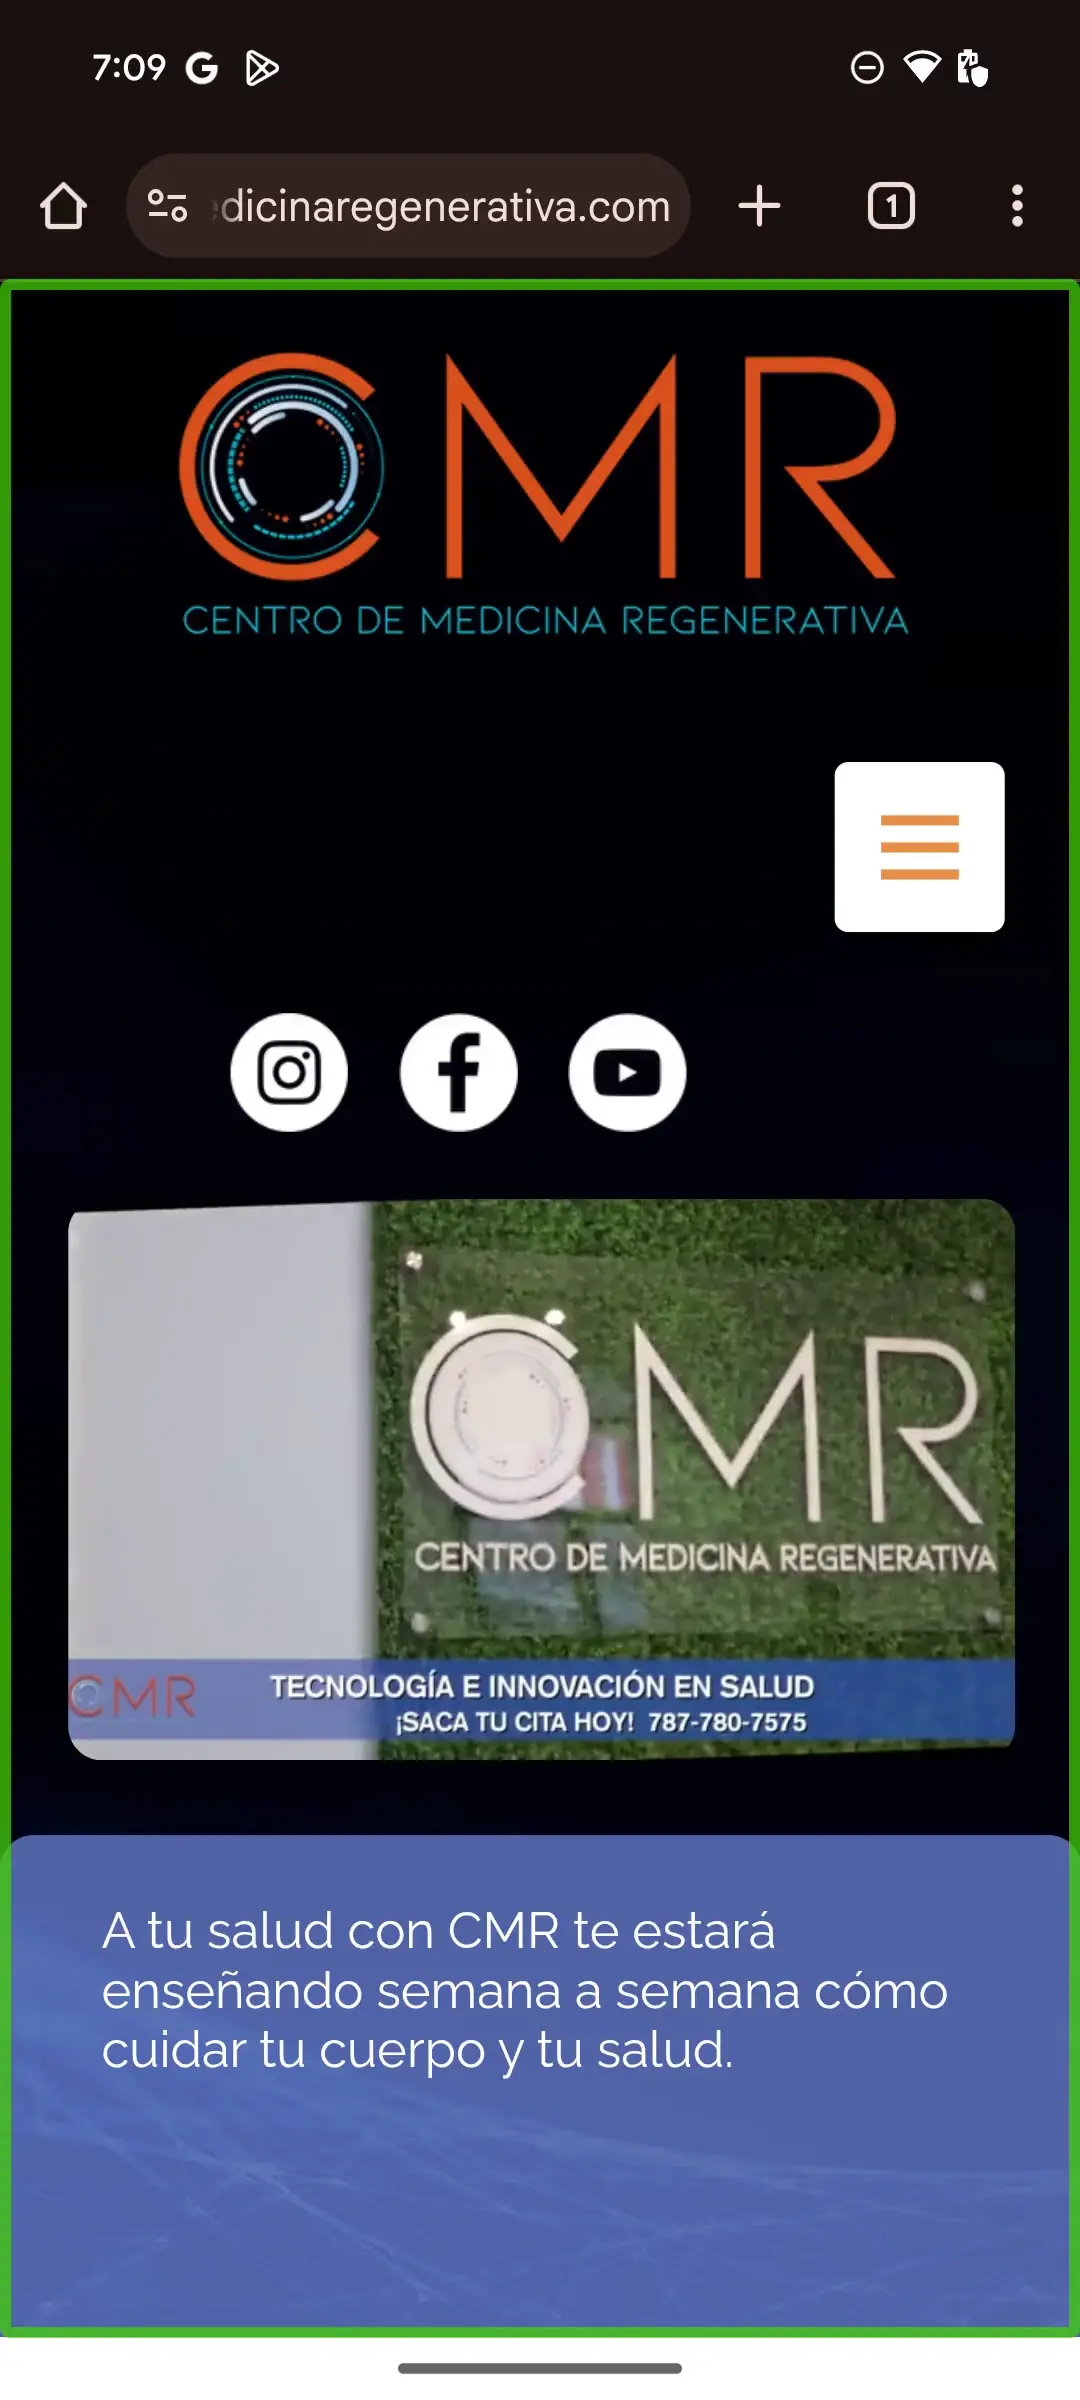 7:09
dicinaregenerativa.com
1
CMR
CENTRO DE MEDICINA REGENERATIVA
CMR
CENTRO DE MEDICINA REGENERATIVA
CMR
TECNOLOGÍA E INNOVACIÓN EN SALUD
¡SACA TU CITA HOY! 787-780-7575
A tu salud con CMR te estará
enseñando semana a semana cómo
cuidar tu cuerpo y tu salud.